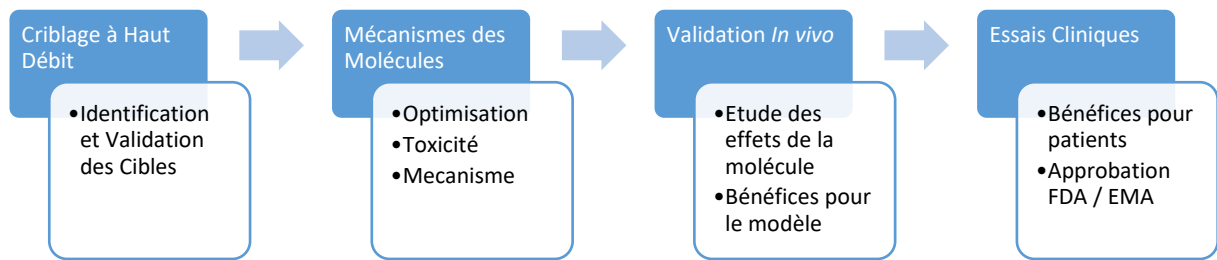 Criblage à Haut
Débit
•Identification
et Validation
des Cibles
Mécanismes des
Molécules
•Optimisation
•Toxicité
•Mecanisme
Validation In vivo
•Etude des
effets de la
molécule
•Bénéfices pour
le modèle
Essais Cliniques
•Bénéfices pour
patients
•Approbation
FDA / EMA